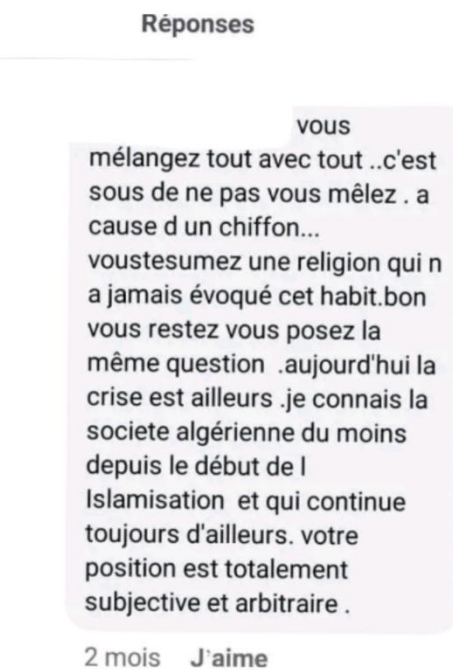 Réponses
vous
mélangez tout avec tout ..c'est
sous de ne pas vous mêlez . a
cause d un chiffon...
voustesumez une religion qui n
a jamais évoqué cet habit.bon
vous restez vous posez la
même question .aujourd'hui la
crise est ailleurs .je connais la
societe algérienne du moins
depuis le début de l
Islamisation et qui continue
toujours d'ailleurs. votre
position est totalement
subjective et arbitraire .
2 mois J'aime